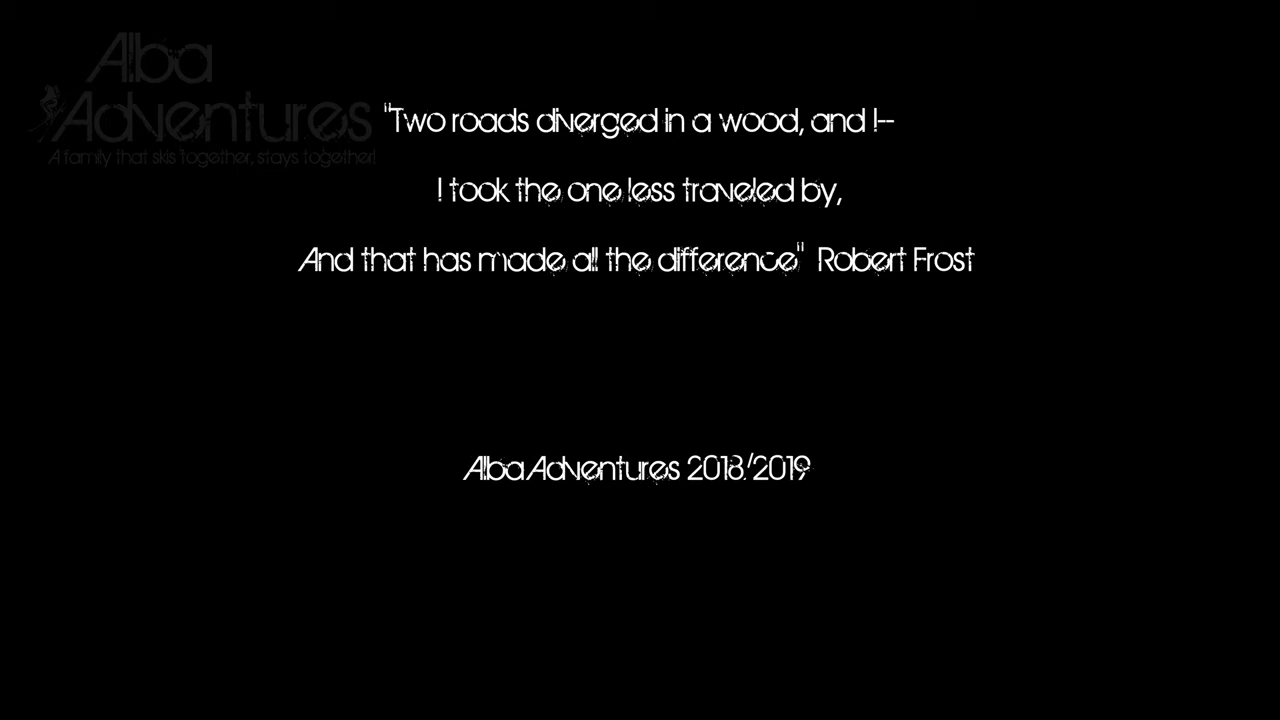 Alba
Adventures
A family that skis together, stays together!
"Two roads diverged in a wood, and I--
I took the one less traveled by,
And that has made all the difference" Robert Frost
Alba Adventures 2018/2019